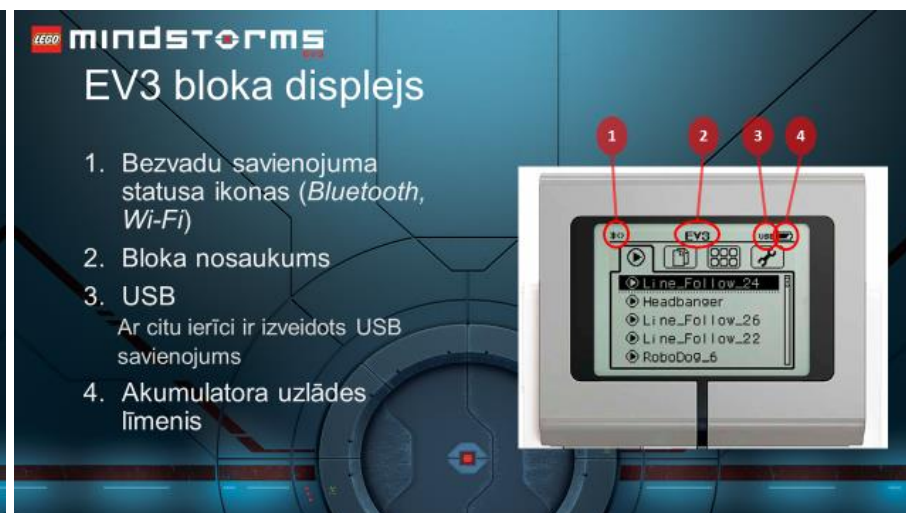 LEGO mindstorms
EV3
EV3 bloka displejs
1. Bezvadu savienojuma
statusa ikonas (Bluetooth,
Wi-Fi)
2. Bloka nosaukums
3. USB
Ar citu ierīci ir izveidots USB
savienojums
4. Akumulatora uzlādes
līmenis
1 2 3 4
EV3 USB
Line_Follow_24
Headbanger
Line_Follow_26
Line_Follow_22
RoboDog_6